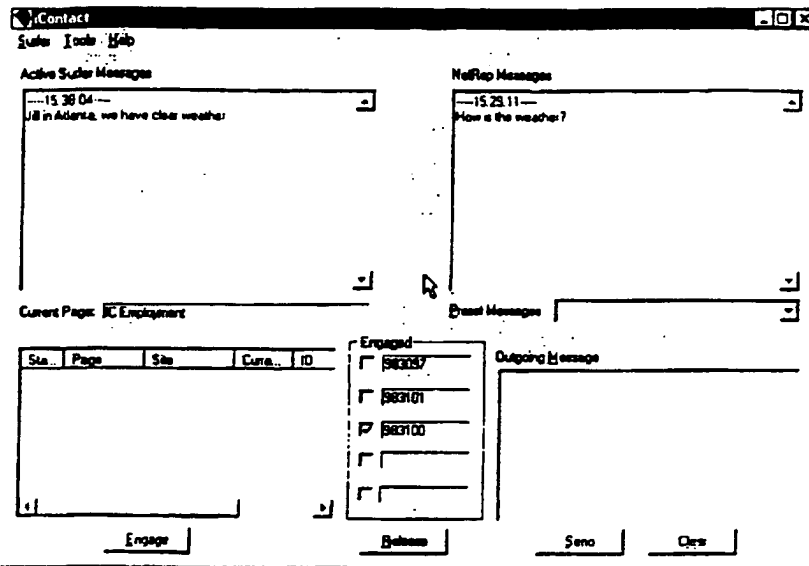 iContact
Surfer Tools Help
Active Surfer Messages
----15.38.04----
Jill in Atlanta, we have clear weather
NetRep Messages
----15.29.11----
How is the weather?
Current Page: IC Employment
Preset Messages
Sta... Page Site Curre... ID
Engaged
983097
983101
983100
Outgoing Message
Engage
Release
Send
Clear